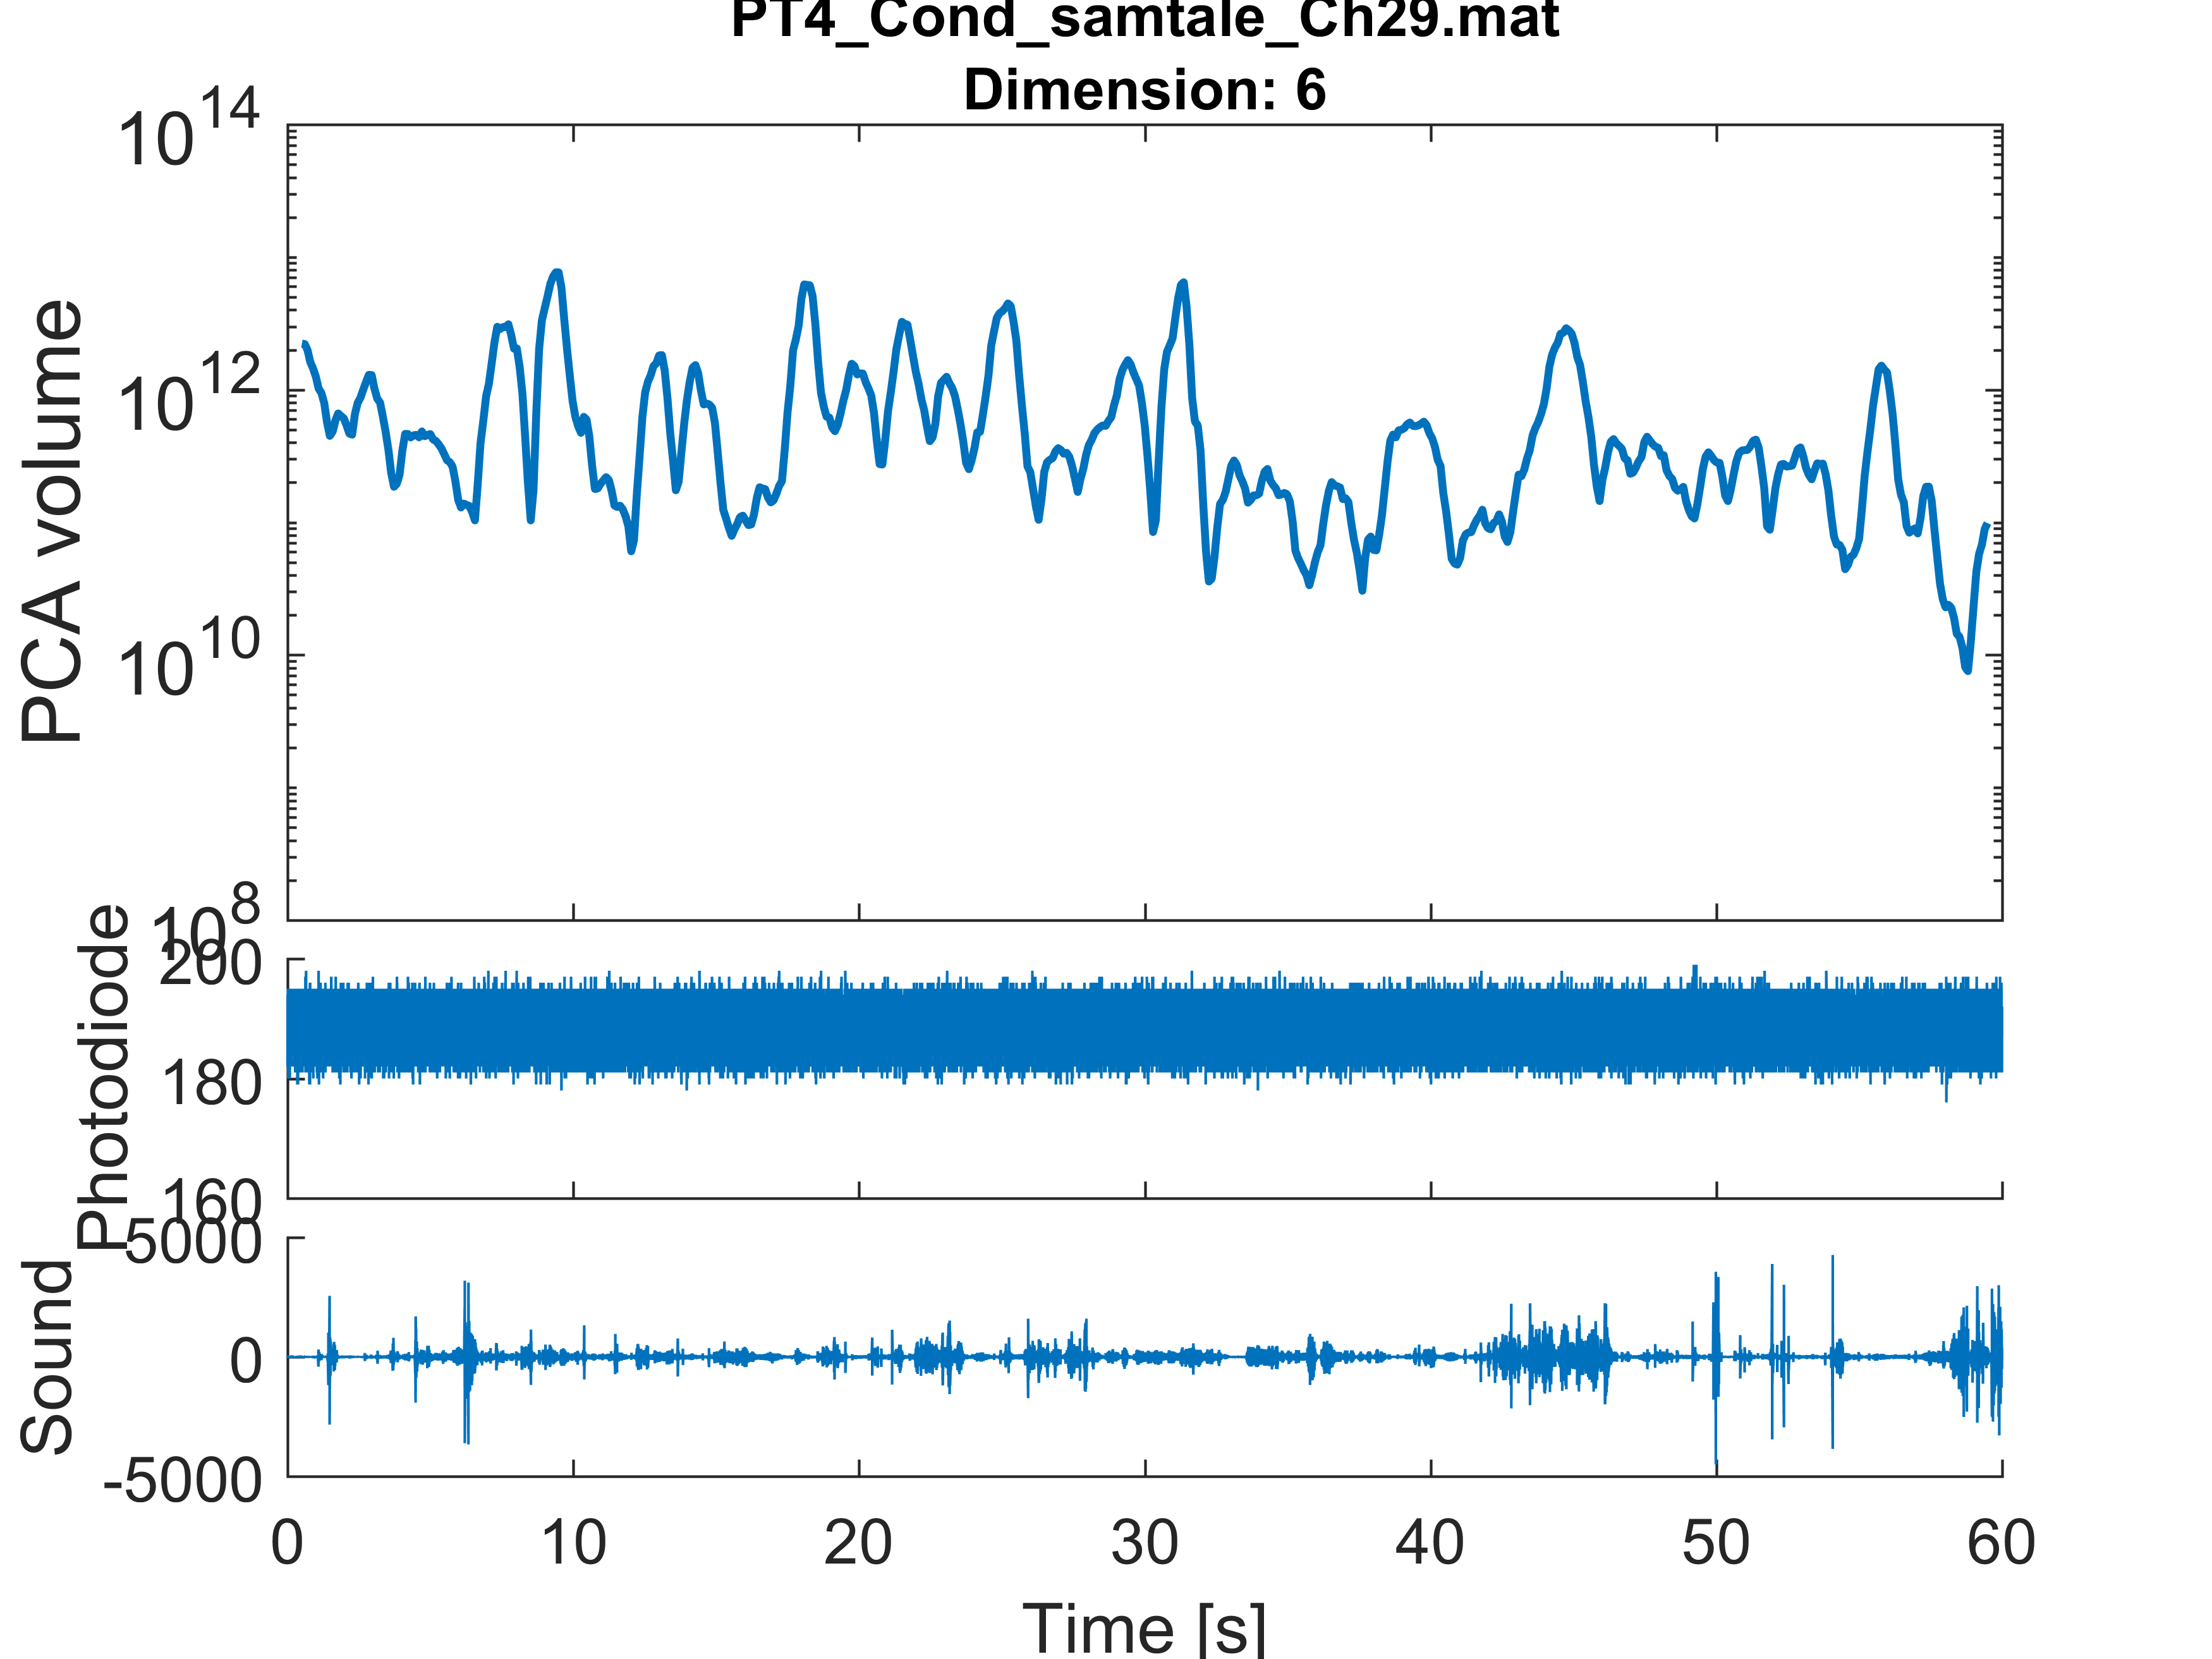 PT4_Cond_samtale_Ch29.mat
Dimension: 6
PCA volume
10^14
10^12
10^10
10^8
Photodiode
200
180
160
Sound
5000
0
-5000
0 10 20 30 40 50 60
Time [s]